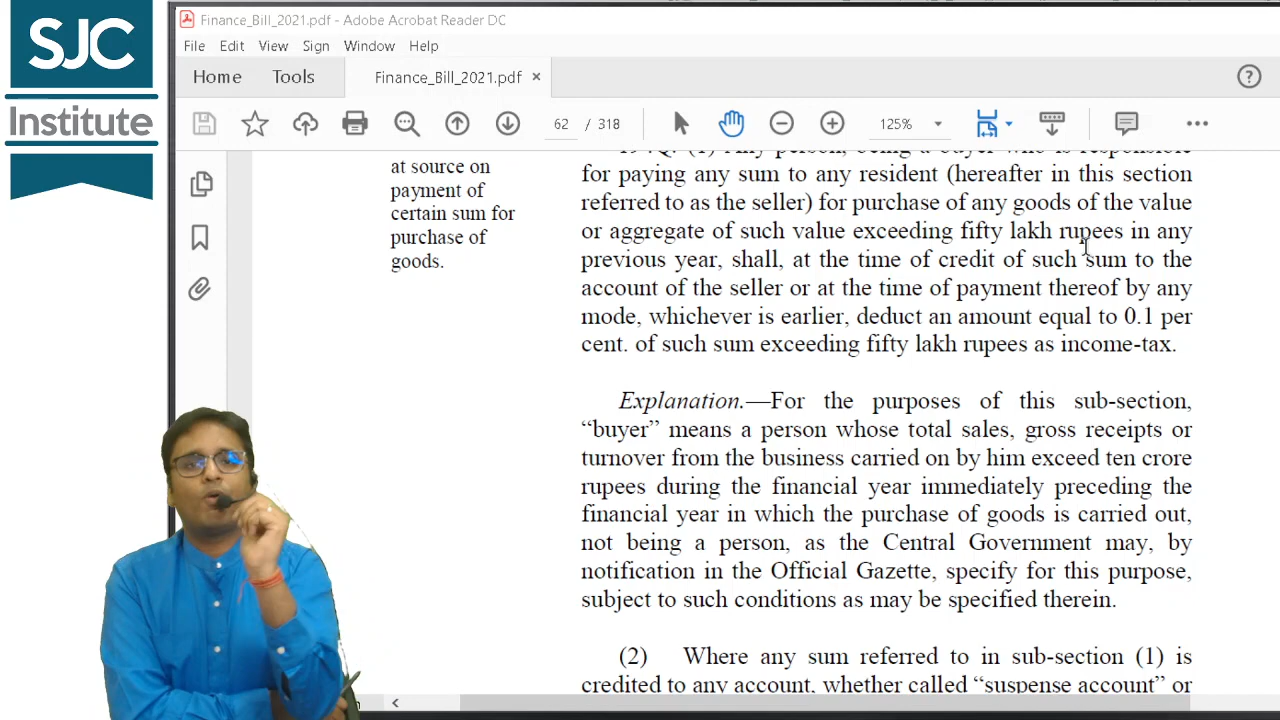 SJC
Institute
Finance_Bill_2021.pdf - Adobe Acrobat Reader DC
File Edit View Sign Window Help
Home Tools Finance_Bill_2021.pdf ×
62 / 318 125%
at source on
payment of
certain sum for
purchase of
goods.
194Q. (1) Any person, being a buyer who is responsible
for paying any sum to any resident (hereafter in this section
referred to as the seller) for purchase of any goods of the value
or aggregate of such value exceeding fifty lakh rupees in any
previous year, shall, at the time of credit of such sum to the
account of the seller or at the time of payment thereof by any
mode, whichever is earlier, deduct an amount equal to 0.1 per
cent. of such sum exceeding fifty lakh rupees as income-tax.
Explanation.—For the purposes of this sub-section,
“buyer” means a person whose total sales, gross receipts or
turnover from the business carried on by him exceed ten crore
rupees during the financial year immediately preceding the
financial year in which the purchase of goods is carried out,
not being a person, as the Central Government may, by
notification in the Official Gazette, specify for this purpose,
subject to such conditions as may be specified therein.
(2) Where any sum referred to in sub-section (1) is
credited to any account, whether called “suspense account” or